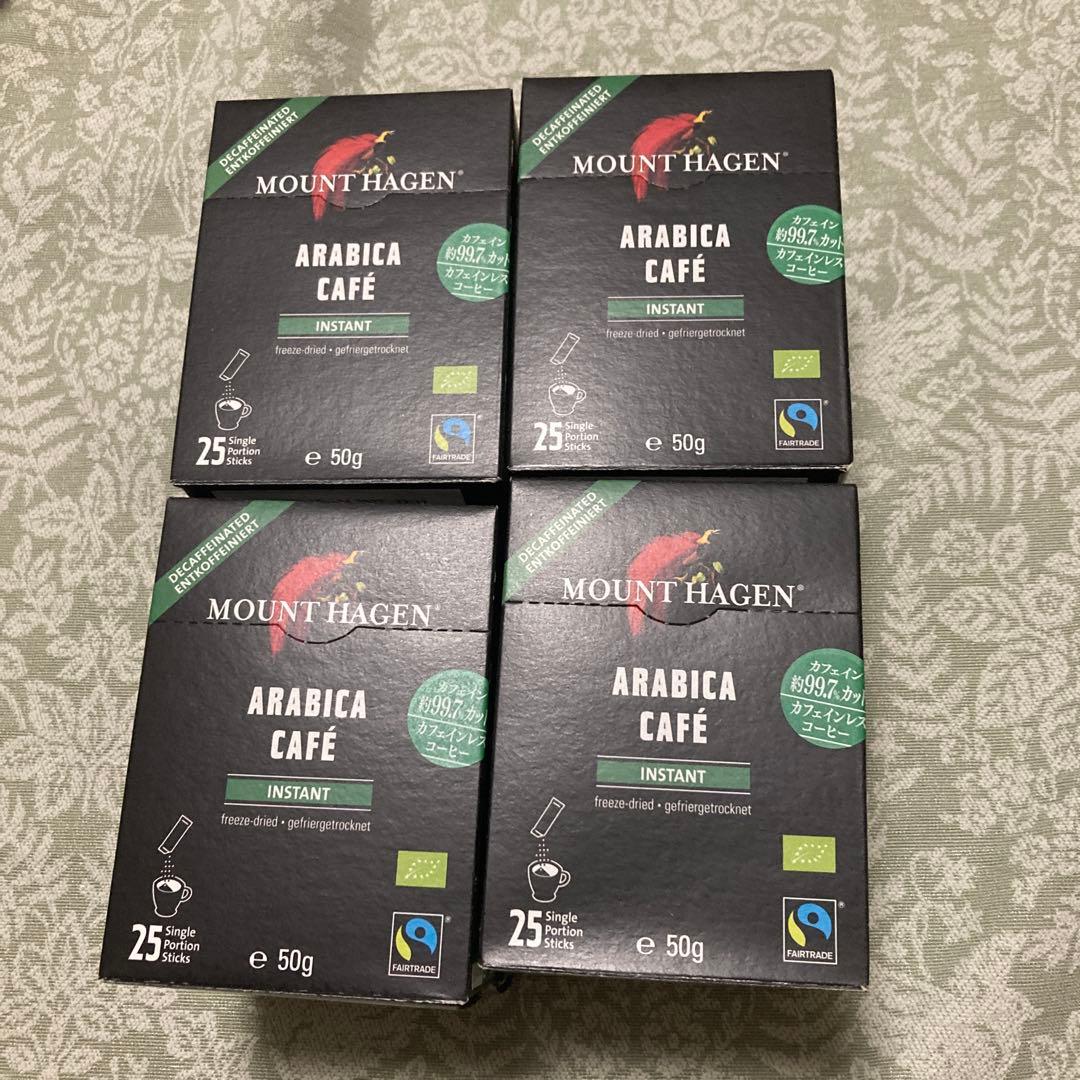 DECAFFEINATED
ENTKOFFEINIERT
MOUNT HAGEN®
ARABICA
CAFÉ
カフェイン
約99.7%カット
カフェインレス
コーヒー
INSTANT
freeze-dried • gefriergetrocknet
25 Single
Portion
Sticks
℮ 50g
FAIRTRADE
®
DECAFFEINATED
ENTKOFFEINIERT
MOUNT HAGEN®
ARABICA
CAFÉ
カフェイン
約99.7%カット
カフェインレス
コーヒー
INSTANT
freeze-dried • gefriergetrocknet
25 Single
Portion
Sticks
℮ 50g
FAIRTRADE
®
DECAFFEINATED
ENTKOFFEINIERT
MOUNT HAGEN®
ARABICA
CAFÉ
カフェイン
約99.7%カット
カフェインレス
コーヒー
INSTANT
freeze-dried • gefriergetrocknet
25 Single
Portion
Sticks
℮ 50g
FAIRTRADE
®
DECAFFEINATED
ENTKOFFEINIERT
MOUNT HAGEN®
ARABICA
CAFÉ
カフェイン
約99.7%カット
カフェインレス
コーヒー
INSTANT
freeze-dried • gefriergetrocknet
25 Single
Portion
Sticks
℮ 50g
FAIRTRADE
®